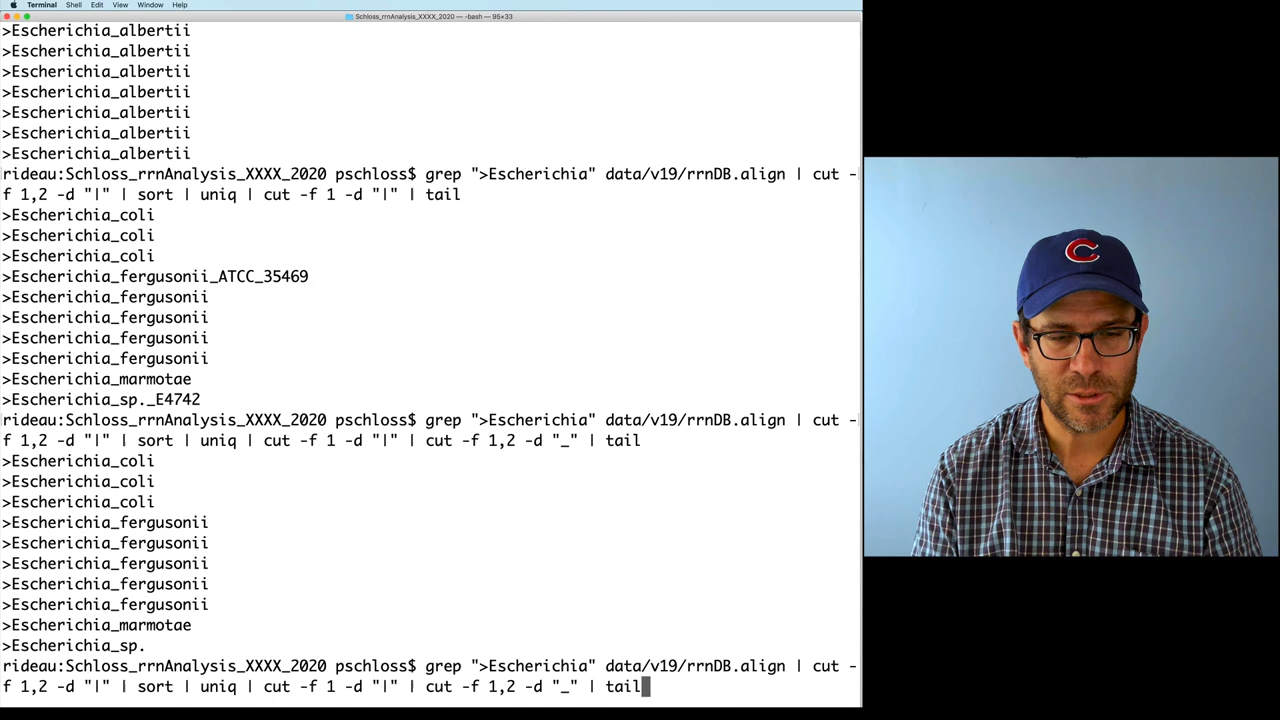 Terminal Shell Edit View Window Help
Schloss_rrnAnalysis_XXXX_2020 — -bash — 95×33
>Escherichia_albertii
>Escherichia_albertii
>Escherichia_albertii
>Escherichia_albertii
>Escherichia_albertii
>Escherichia_albertii
>Escherichia_albertii
rideau:Schloss_rrnAnalysis_XXXX_2020 pschloss$ grep ">Escherichia" data/v19/rrnDB.align | cut -
f 1,2 -d "|" | sort | uniq | cut -f 1 -d "|" | tail
>Escherichia_coli
>Escherichia_coli
>Escherichia_coli
>Escherichia_fergusonii_ATCC_35469
>Escherichia_fergusonii
>Escherichia_fergusonii
>Escherichia_fergusonii
>Escherichia_fergusonii
>Escherichia_marmotae
>Escherichia_sp._E4742
rideau:Schloss_rrnAnalysis_XXXX_2020 pschloss$ grep ">Escherichia" data/v19/rrnDB.align | cut -
f 1,2 -d "|" | sort | uniq | cut -f 1 -d "|" | cut -f 1,2 -d "_" | tail
>Escherichia_coli
>Escherichia_coli
>Escherichia_coli
>Escherichia_fergusonii
>Escherichia_fergusonii
>Escherichia_fergusonii
>Escherichia_fergusonii
>Escherichia_fergusonii
>Escherichia_marmotae
>Escherichia_sp.
rideau:Schloss_rrnAnalysis_XXXX_2020 pschloss$ grep ">Escherichia" data/v19/rrnDB.align | cut -
f 1,2 -d "|" | sort | uniq | cut -f 1 -d "|" | cut -f 1,2 -d "_" | tail
C